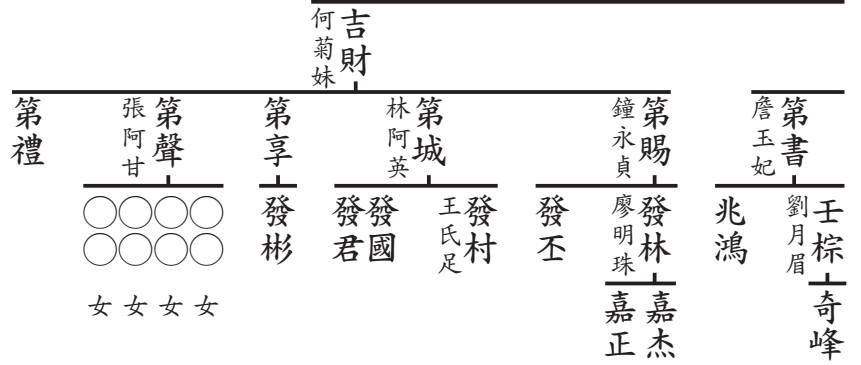 吉財
何菊妹
第書
詹玉妃
第賜
鐘永貞
第城
林阿英
第享
第聲
張阿甘
第禮
壬棕
劉月眉
兆鴻
發林
廖明珠
發丕
發村
王氏足
發國
發君
發彬
○○女
○○女
○○女
○○女
奇峰
嘉杰
嘉正